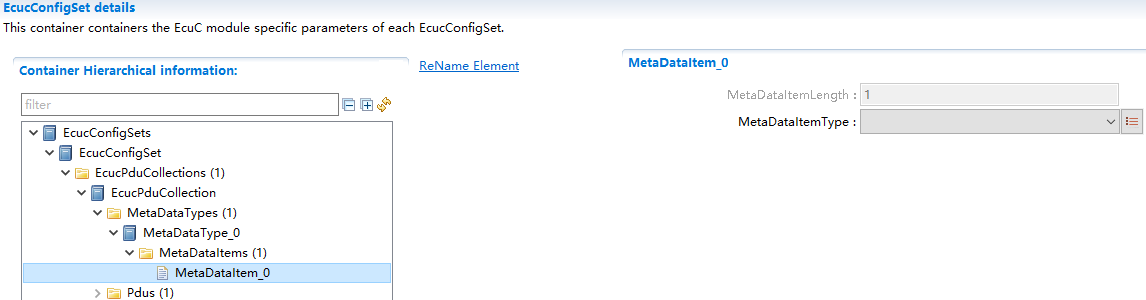 EcucConfigSet details
This container containers the EcuC module specific parameters of each EcucConfigSet.
Container Hierarchical information:
ReName Element
MetaDataItem_0
filter
MetaDataItemLength : 1
MetaDataItemType :
EcucConfigSets
EcucConfigSet
EcucPduCollections (1)
EcucPduCollection
MetaDataTypes (1)
MetaDataType_0
MetaDataItems (1)
MetaDataItem_0
Pdus (1)